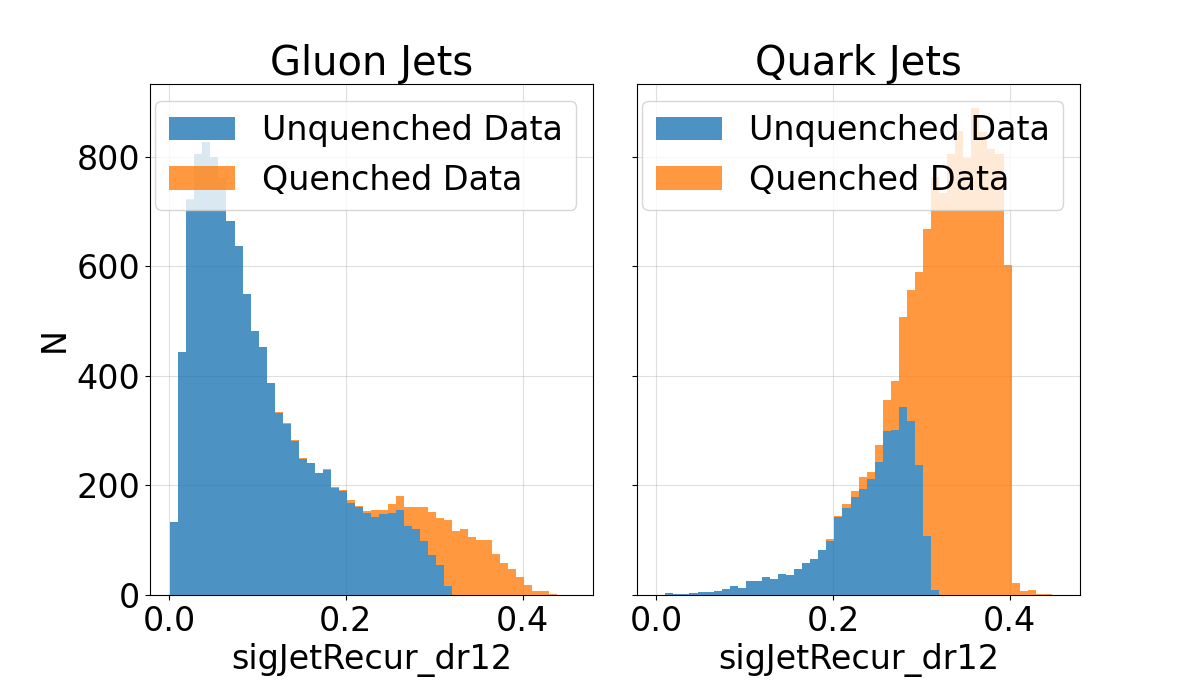 Gluon Jets
Quark Jets
Unquenched Data
Quenched Data
Unquenched Data
Quenched Data
N
800
600
400
200
0
0.0 0.2 0.4
0.0 0.2 0.4
sigJetRecur_dr12
sigJetRecur_dr12